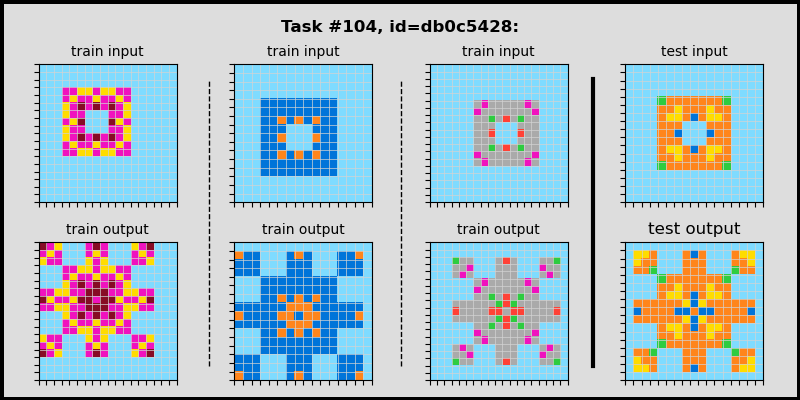 Task #104, id=db0c5428:
train input
train input
train input
test input
train output
train output
train output
test output